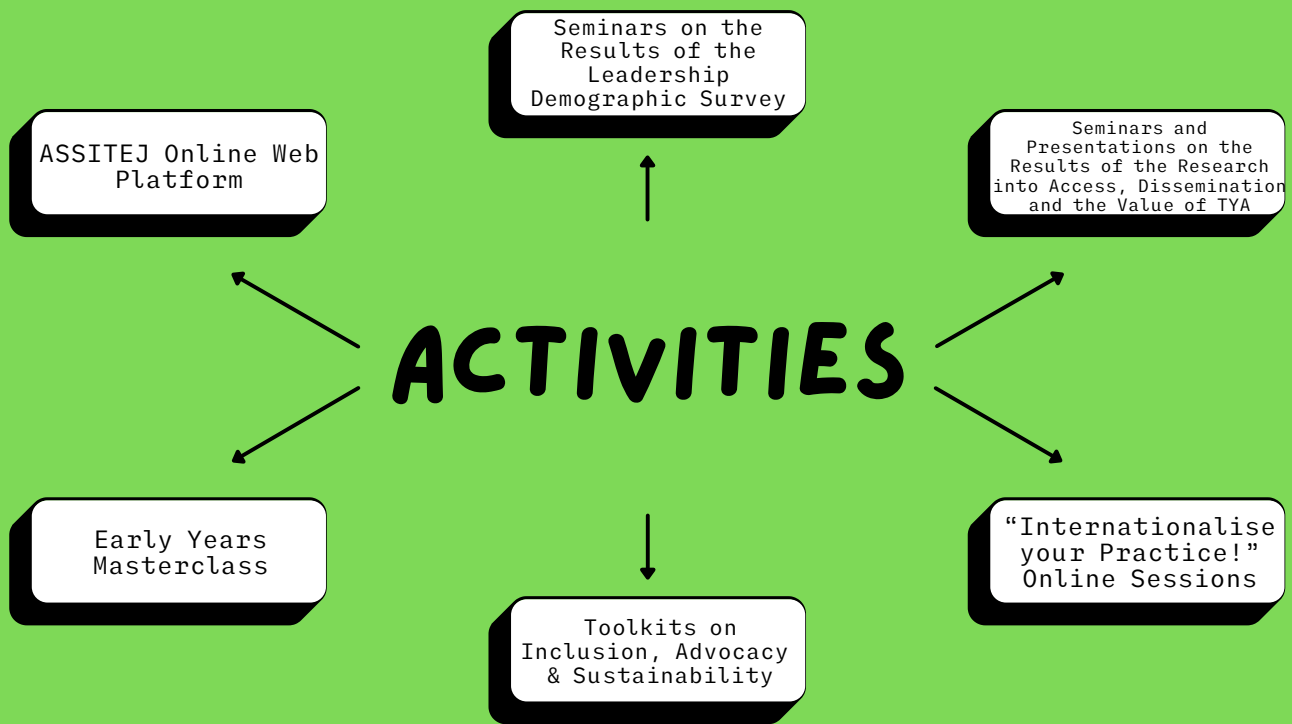 Seminars on the
Results of the
Leadership
Demographic Survey
ASSITEJ Online Web
Platform
Seminars and
Presentations on the
Results of the Research
into Access, Dissemination
and the Value of TYA
ACTIVITIES
Early Years
Masterclass
“Internationalise
your Practice!”
Online Sessions
Toolkits on
Inclusion, Advocacy
& Sustainability